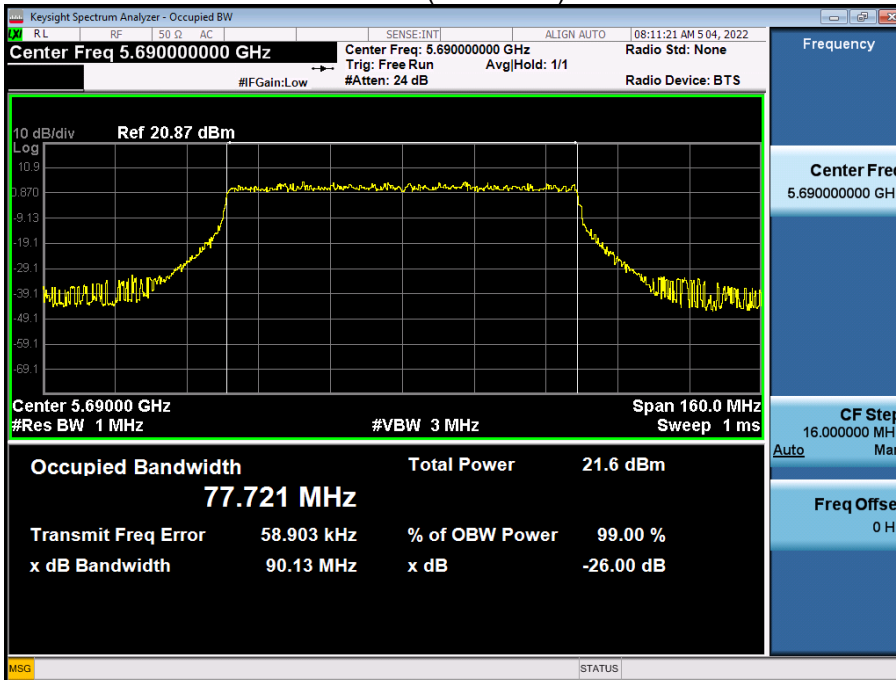 Keysight Spectrum Analyzer - Occupied BW
LXI RL RF 50 Ω AC SENSE:INT ALIGN AUTO 08:11:21 AM 5 04, 2022
Center Freq 5.690000000 GHz
Center Freq: 5.690000000 GHz Radio Std: None
Trig: Free Run Avg|Hold: 1/1
#IFGain:Low #Atten: 24 dB Radio Device: BTS
Frequency
10 dB/div Ref 20.87 dBm
Log
10.9
0.870
-9.13
-19.1
-29.1
-39.1
-49.1
-59.1
-69.1
Center 5.69000 GHz Span 160.0 MHz
#Res BW 1 MHz #VBW 3 MHz Sweep 1 ms
Occupied Bandwidth Total Power 21.6 dBm
77.721 MHz
Transmit Freq Error 58.903 kHz % of OBW Power 99.00 %
x dB Bandwidth 90.13 MHz x dB -26.00 dB
Center Fre
5.690000000 GH
CF Step
16.000000 MH
Auto Ma
Freq Offse
0 H
MSG STATUS